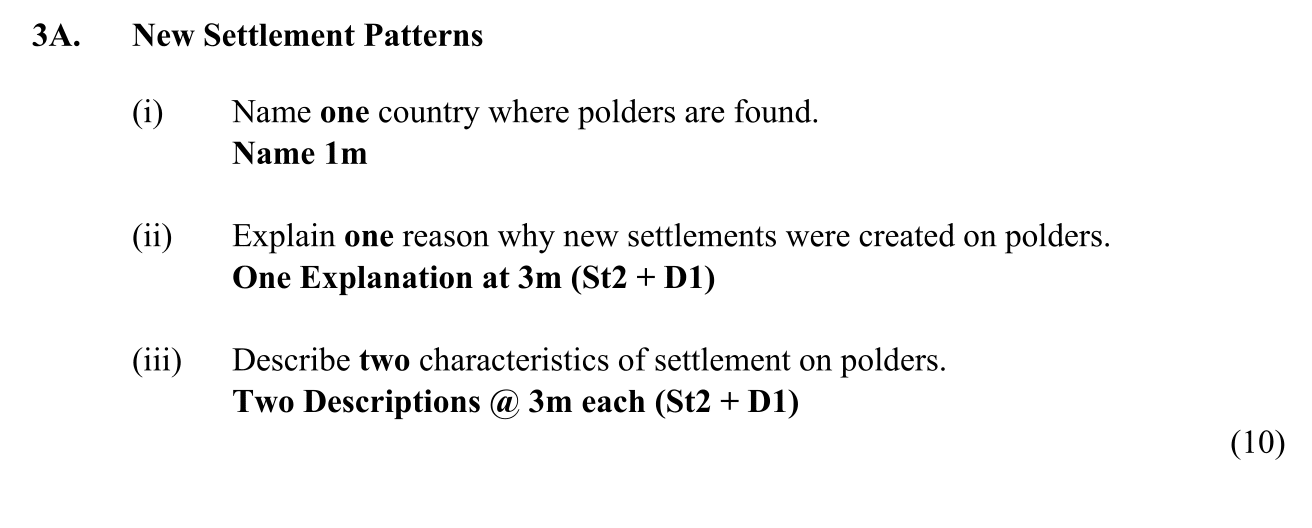 3A. New Settlement Patterns
(i) Name one country where polders are found.
Name 1m
(ii) Explain one reason why new settlements were created on polders.
One Explanation at 3m (St2 + D1)
(iii) Describe two characteristics of settlement on polders.
Two Descriptions @ 3m each (St2 + D1)
(10)